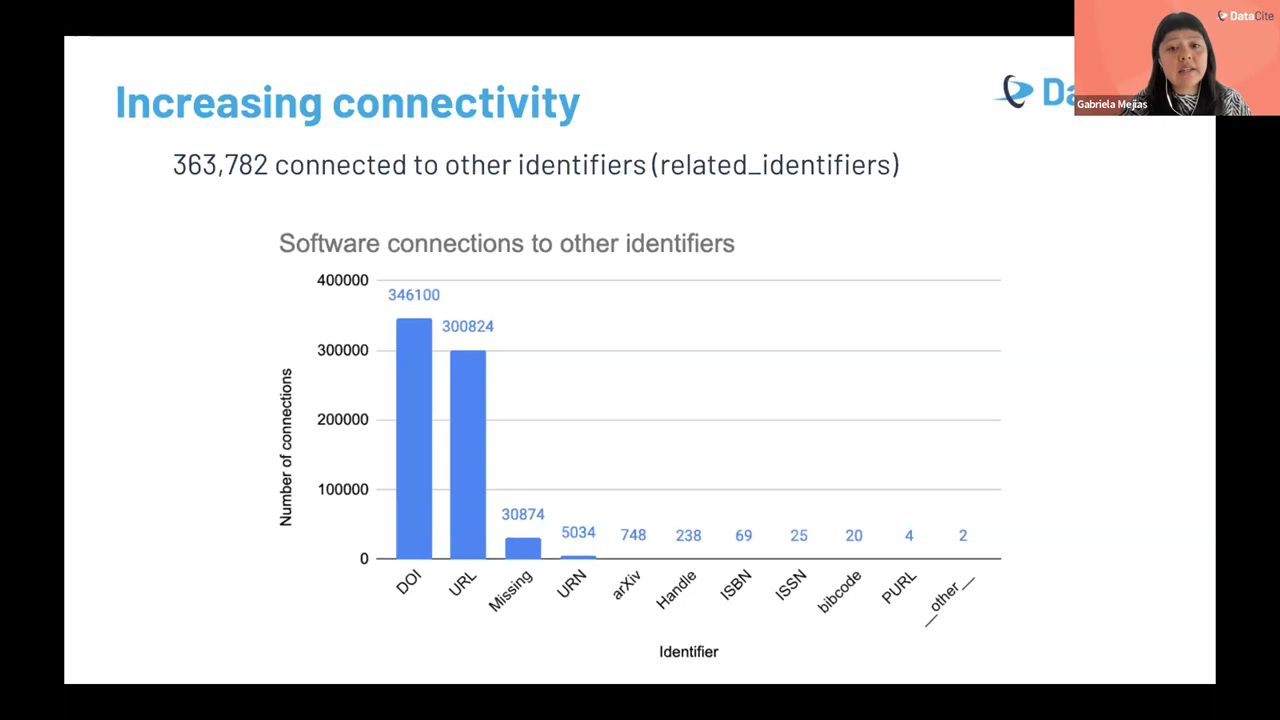 DataCite
Gabriela Mejias
Increasing connectivity
Da
363,782 connected to other identifiers (related_identifiers)
Software connections to other identifiers
400000
300000
200000
100000
0
Number of connections
346100
300824
30874
5034
748
238
69
25
20
4
2
DOI
URL
Missing
URN
arXiv
Handle
ISBN
ISSN
bibcode
PURL
__other__
Identifier